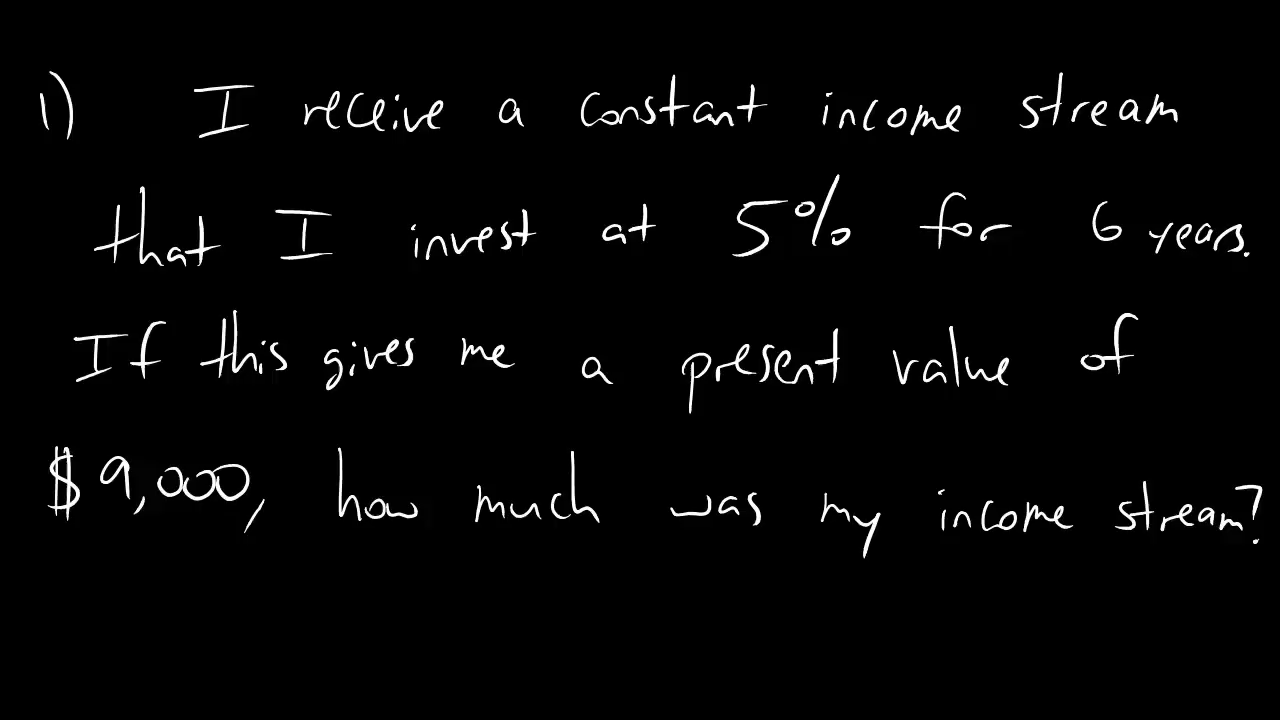 1) I receive a constant income stream
that I invest at 5% for 6 years.
If this gives me a present value of
$9,000, how much was my income stream?